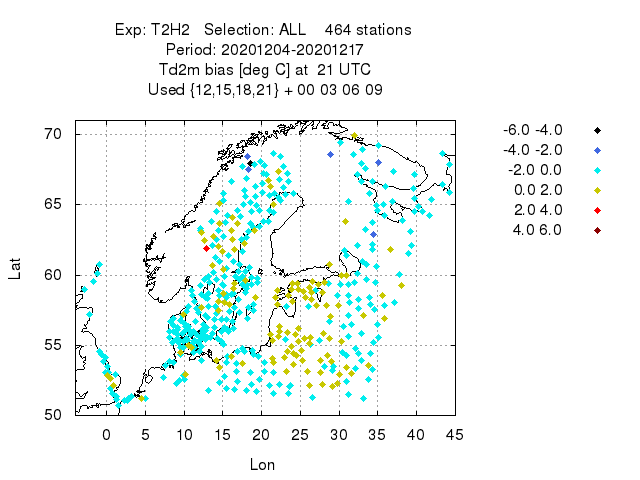 Exp: T2H2 Selection: ALL 464 stations
Period: 20201204-20201217
Td2m bias [deg C] at 21 UTC
Used {12,15,18,21} + 00 03 06 09
-6.0 -4.0
-4.0 -2.0
-2.0 0.0
0.0 2.0
2.0 4.0
4.0 6.0
70
65
60
55
50
Lat
0 5 10 15 20 25 30 35 40 45
Lon